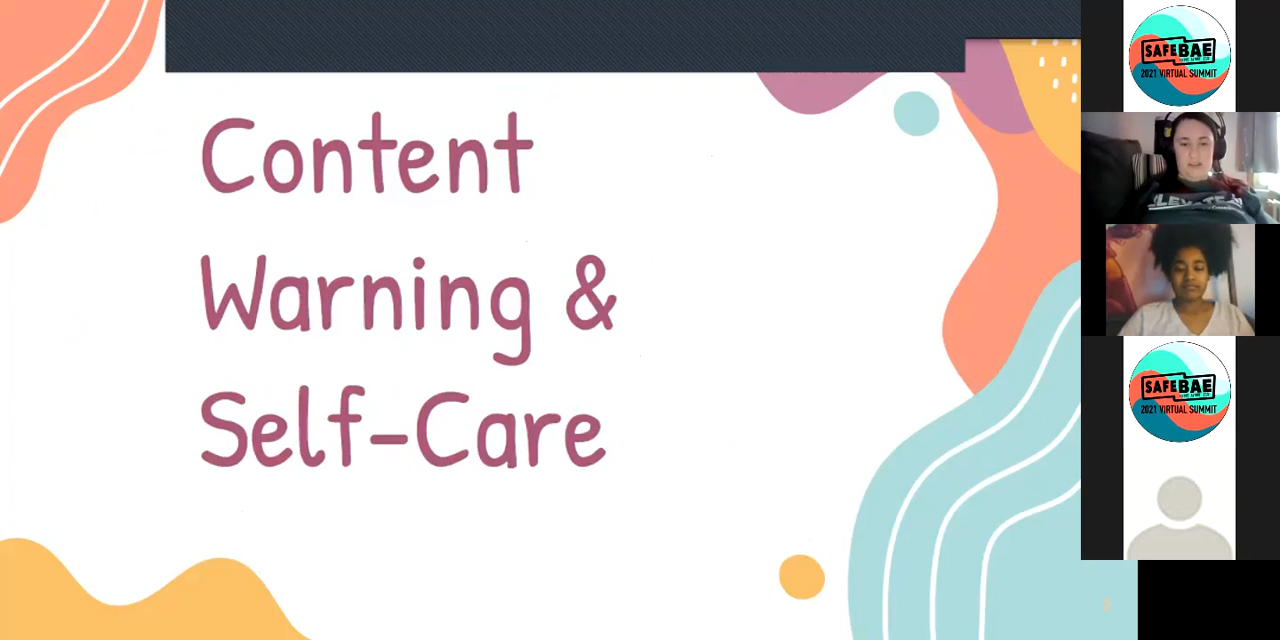 Content
Warning &
Self-Care
SAFEBAE
2021 VIRTUAL SUMMIT
SAFEBAE
2021 VIRTUAL SUMMIT